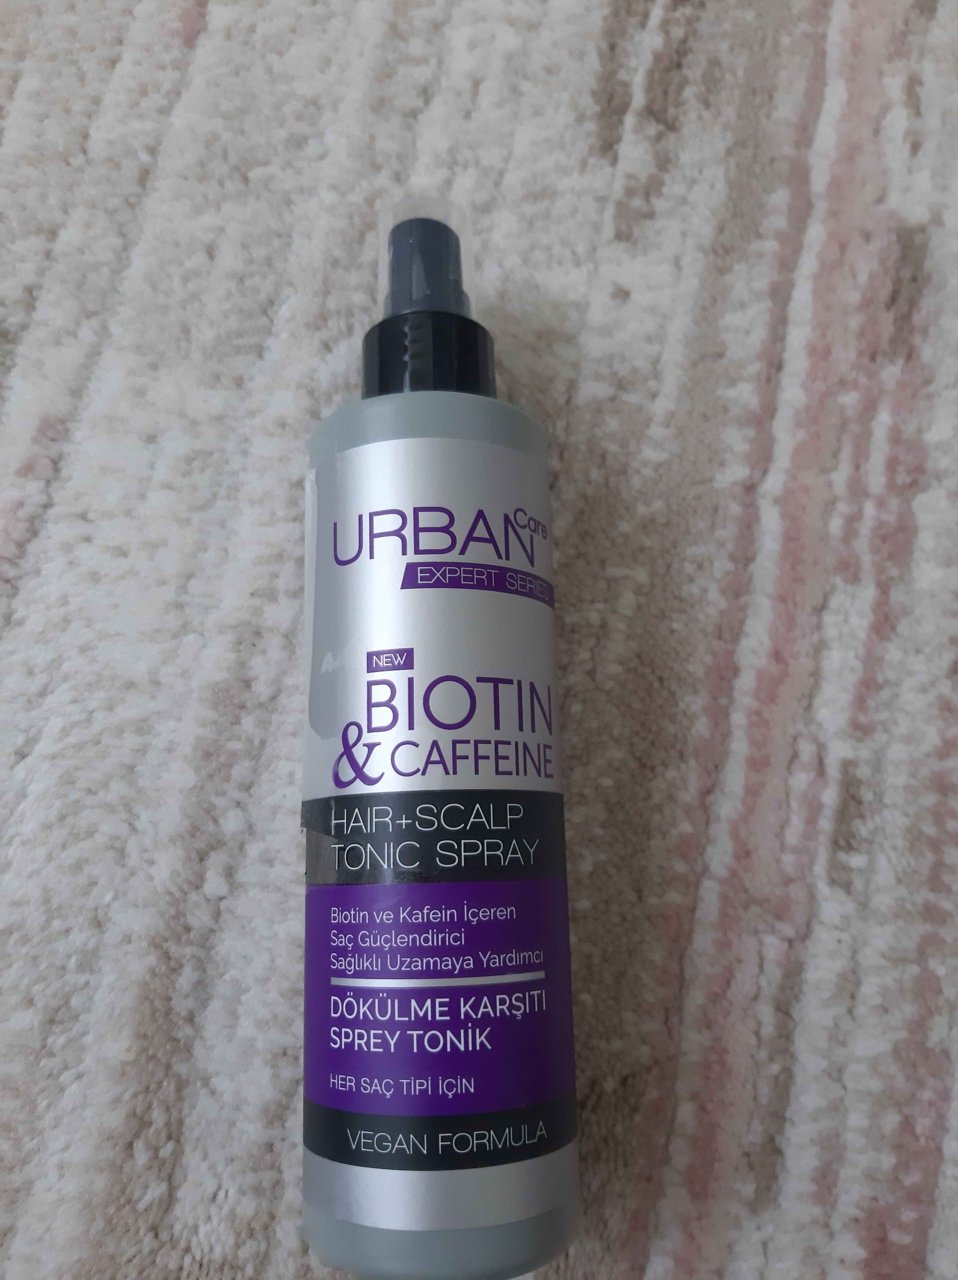 URBAN Care
EXPERT SERIES
NEW
BIOTIN
& CAFFEINE
HAIR+SCALP
TONIC SPRAY
Biotin ve Kafein İçeren
Saç Güçlendirici
Sağlıklı Uzamaya Yardımcı
DÖKÜLME KARŞITI
SPREY TONİK
HER SAÇ TİPİ İÇİN
VEGAN FORMULA